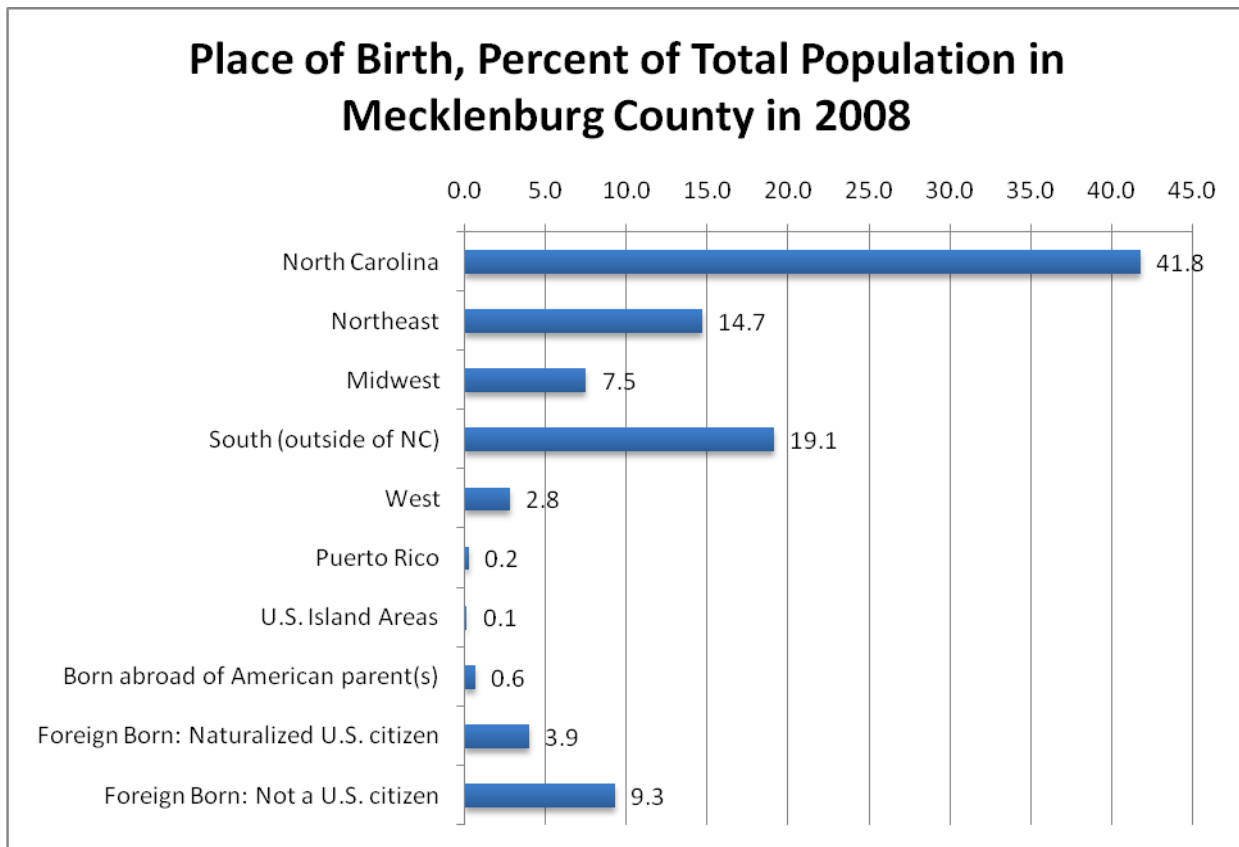 Place of Birth, Percent of Total Population in
Mecklenburg County in 2008
0.0 5.0 10.0 15.0 20.0 25.0 30.0 35.0 40.0 45.0
North Carolina 41.8
Northeast 14.7
Midwest 7.5
South (outside of NC) 19.1
West 2.8
Puerto Rico 0.2
U.S. Island Areas 0.1
Born abroad of American parent(s) 0.6
Foreign Born: Naturalized U.S. citizen 3.9
Foreign Born: Not a U.S. citizen 9.3